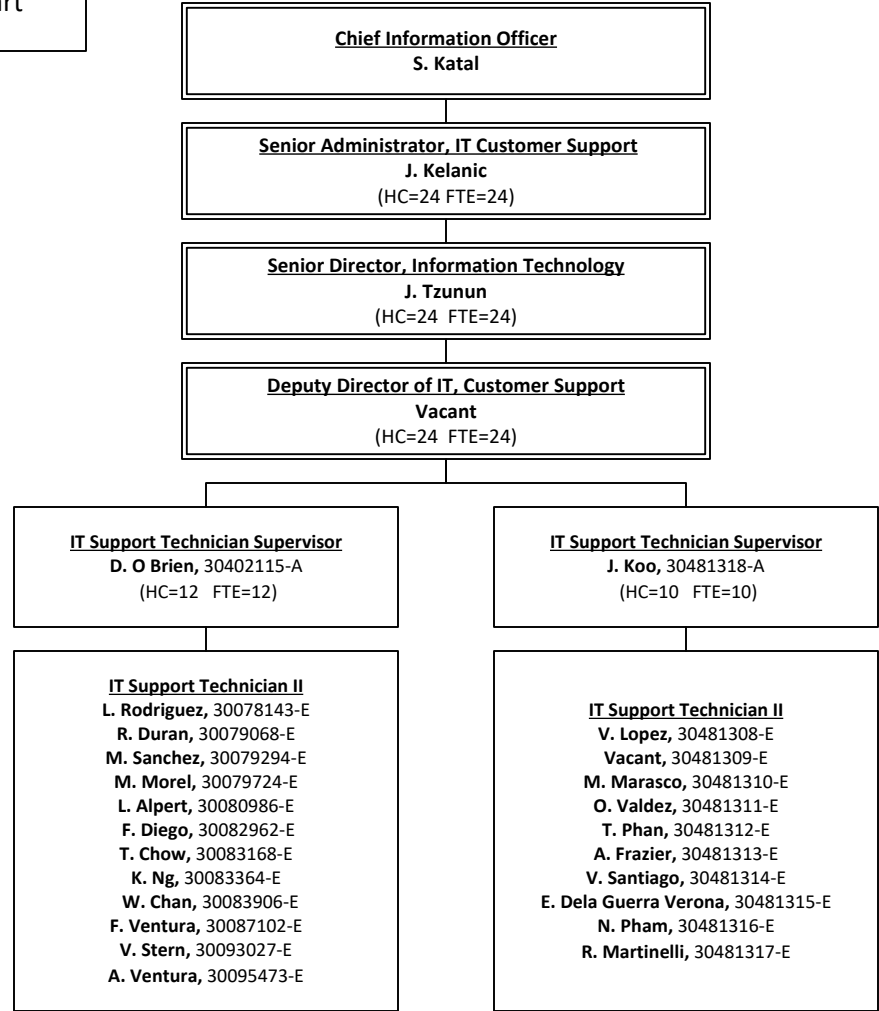 art
Chief Information Officer
S. Katal
Senior Administrator, IT Customer Support
J. Kelanic
(HC=24 FTE=24)
Senior Director, Information Technology
J. Tzunun
(HC=24 FTE=24)
Deputy Director of IT, Customer Support
Vacant
(HC=24 FTE=24)
IT Support Technician Supervisor
D. O Brien, 30402115-A
(HC=12 FTE=12)
IT Support Technician Supervisor
J. Koo, 30481318-A
(HC=10 FTE=10)
IT Support Technician II
L. Rodriguez, 30078143-E
R. Duran, 30079068-E
M. Sanchez, 30079294-E
M. Morel, 30079724-E
L. Alpert, 30080986-E
F. Diego, 30082962-E
T. Chow, 30083168-E
K. Ng, 30083364-E
W. Chan, 30083906-E
F. Ventura, 30087102-E
V. Stern, 30093027-E
A. Ventura, 30095473-E
IT Support Technician II
V. Lopez, 30481308-E
Vacant, 30481309-E
M. Marasco, 30481310-E
O. Valdez, 30481311-E
T. Phan, 30481312-E
A. Frazier, 30481313-E
V. Santiago, 30481314-E
E. Dela Guerra Verona, 30481315-E
N. Pham, 30481316-E
R. Martinelli, 30481317-E